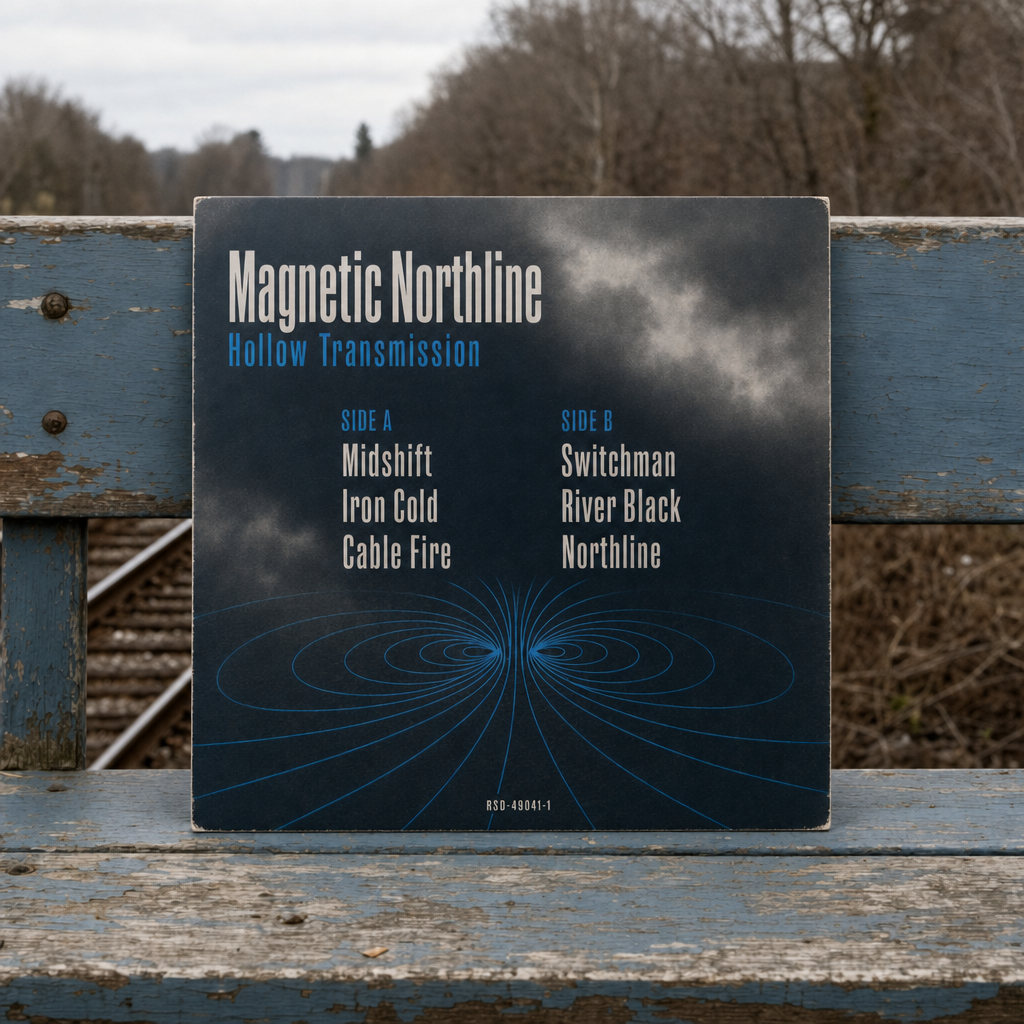 Magnetic Northline
Hollow Transmission
SIDE A
Midshift
Iron Cold
Cable Fire
SIDE B
Switchman
River Black
Northline
RSD-49041-1